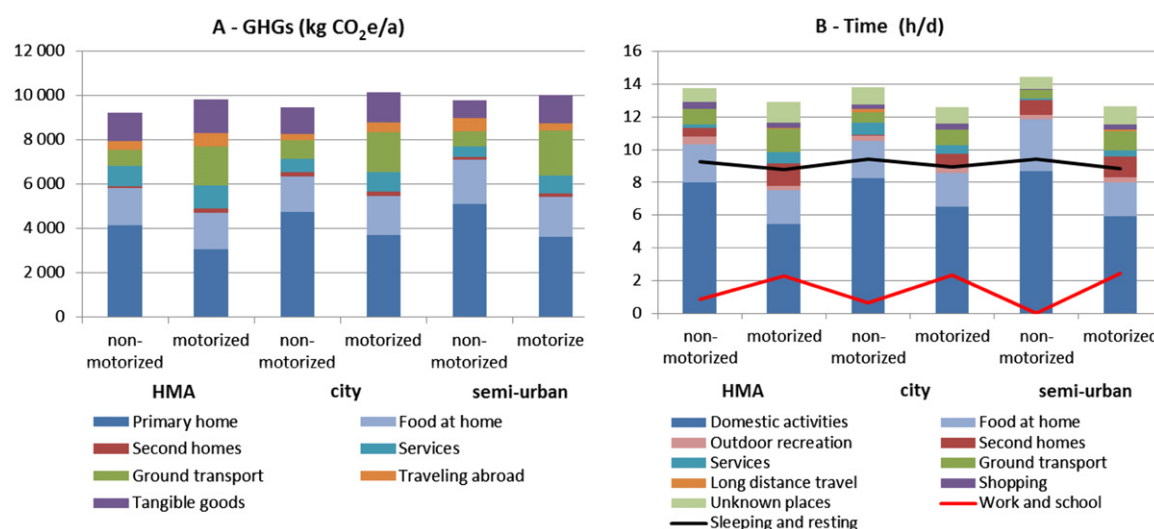 A - GHGs (kg CO₂e/a)
12 000
10 000
8 000
6 000
4 000
2 000
0
non-motorized motorized non-motorized motorized non-motorized motorize
HMA city semi-urban
Primary home Food at home
Second homes Services
Ground transport Traveling abroad
Tangible goods
B - Time (h/d)
16
14
12
10
8
6
4
2
0
non-motorized motorized non-motorized motorized non-motorized motorized
HMA city semi-urban
Domestic activities Food at home
Outdoor recreation Second homes
Services Ground transport
Long distance travel Shopping
Unknown places Work and school
Sleeping and resting